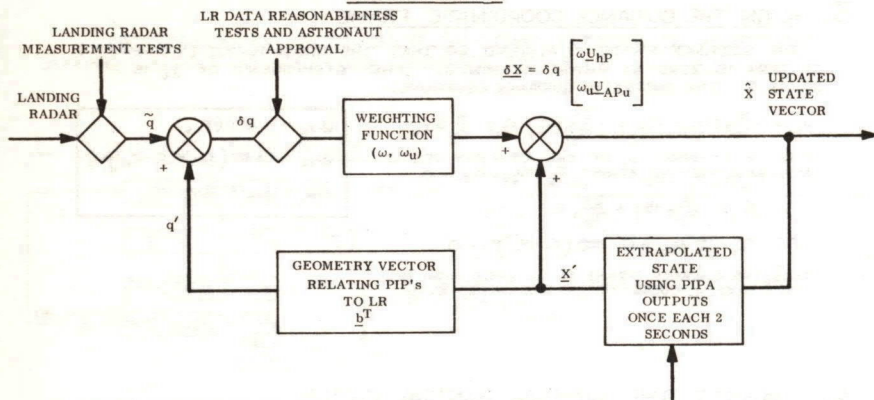 LR DATA REASONABLENESS
TESTS AND ASTRONAUT
APPROVAL
LANDING RADAR
MEASUREMENT TESTS
δX = δq [ωU_hP
ω_uU_APu]
x̂ UPDATED
STATE
VECTOR
LANDING
RADAR
q̃
δq
WEIGHTING
FUNCTION
(ω, ω_u)
+
+
+
q′
GEOMETRY VECTOR
RELATING PIP'S
TO LR
b^T
X′
EXTRAPOLATED
STATE
USING PIPA
OUTPUTS
ONCE EACH 2
SECONDS